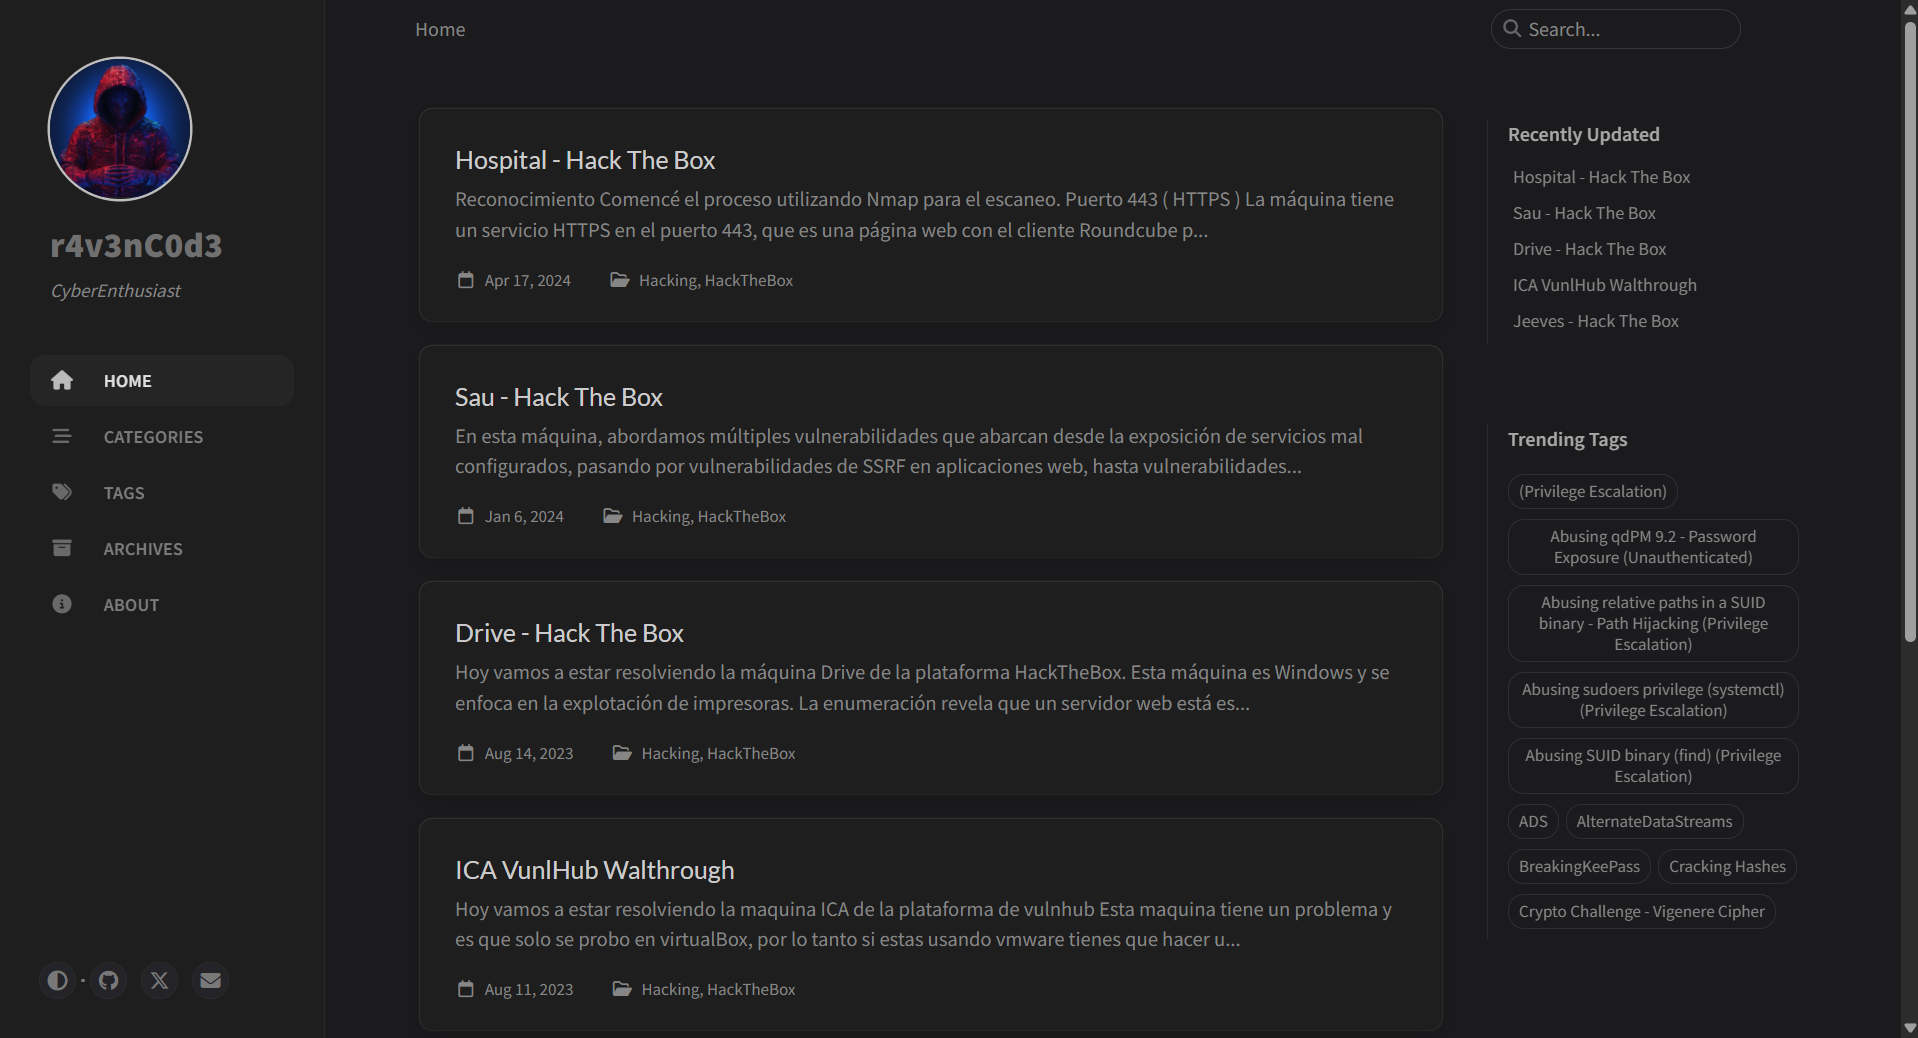 r4v3nC0d3
CyberEnthusiast
HOME
CATEGORIES
TAGS
ARCHIVES
ABOUT
Home
Search...
Hospital - Hack The Box
Reconocimiento Comencé el proceso utilizando Nmap para el escaneo. Puerto 443 ( HTTPS ) La máquina tiene
un servicio HTTPS en el puerto 443, que es una página web con el cliente Roundcube p...
Apr 17, 2024
Hacking, HackTheBox
Sau - Hack The Box
En esta máquina, abordamos múltiples vulnerabilidades que abarcan desde la exposición de servicios mal
configurados, pasando por vulnerabilidades de SSRF en aplicaciones web, hasta vulnerabilidades...
Jan 6, 2024
Hacking, HackTheBox
Drive - Hack The Box
Hoy vamos a estar resolviendo la máquina Drive de la plataforma HackTheBox. Esta máquina es Windows y se
enfoca en la explotación de impresoras. La enumeración revela que un servidor web está es...
Aug 14, 2023
Hacking, HackTheBox
ICA VunlHub Walthrough
Hoy vamos a estar resolviendo la maquina ICA de la plataforma de vulnhub Esta maquina tiene un problema y
es que solo se probo en virtualBox, por lo tanto si estas usando vmware tienes que hacer u...
Aug 11, 2023
Hacking, HackTheBox
Recently Updated
Hospital - Hack The Box
Sau - Hack The Box
Drive - Hack The Box
ICA VunlHub Walthrough
Jeeves - Hack The Box
Trending Tags
(Privilege Escalation)
Abusing qdPM 9.2 - Password
Exposure (Unauthenticated)
Abusing relative paths in a SUID
binary - Path Hijacking (Privilege
Escalation)
Abusing sudoers privilege (systemctl)
(Privilege Escalation)
Abusing SUID binary (find) (Privilege
Escalation)
ADS
AlternateDataStreams
BreakingKeePass
Cracking Hashes
Crypto Challenge - Vigenere Cipher